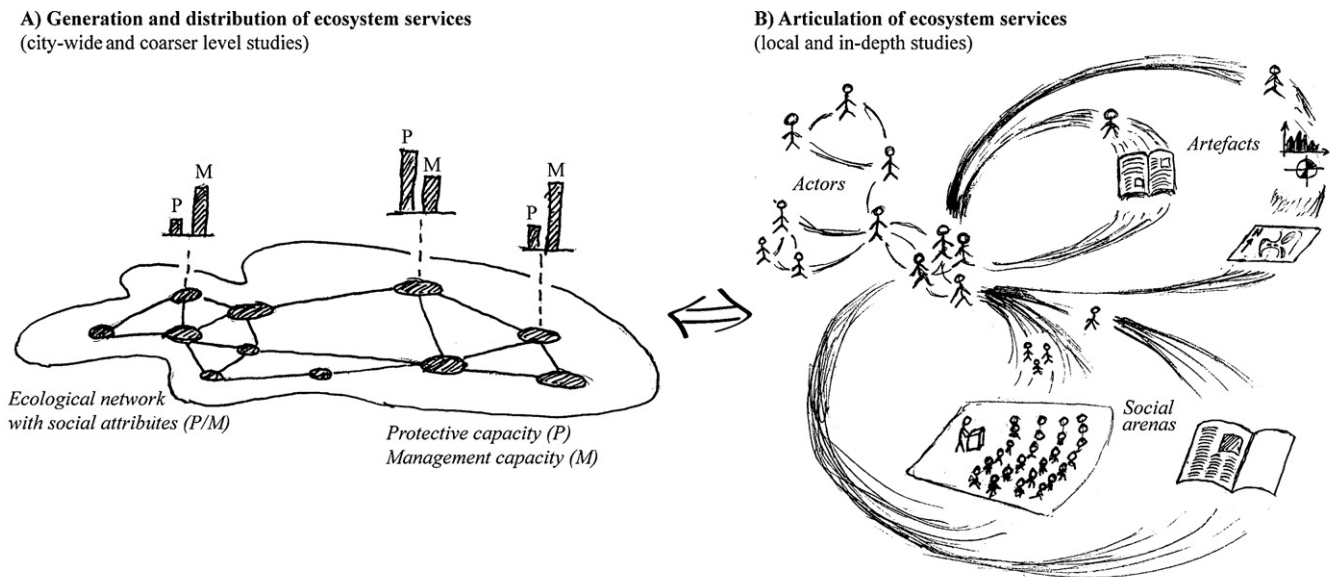 A) Generation and distribution of ecosystem services
(city-wide and coarser level studies)
P
M
P
M
P
M
Ecological network
with social attributes (P/M)
Protective capacity (P)
Management capacity (M)
B) Articulation of ecosystem services
(local and in-depth studies)
Actors
Artefacts
N
Social
arenas